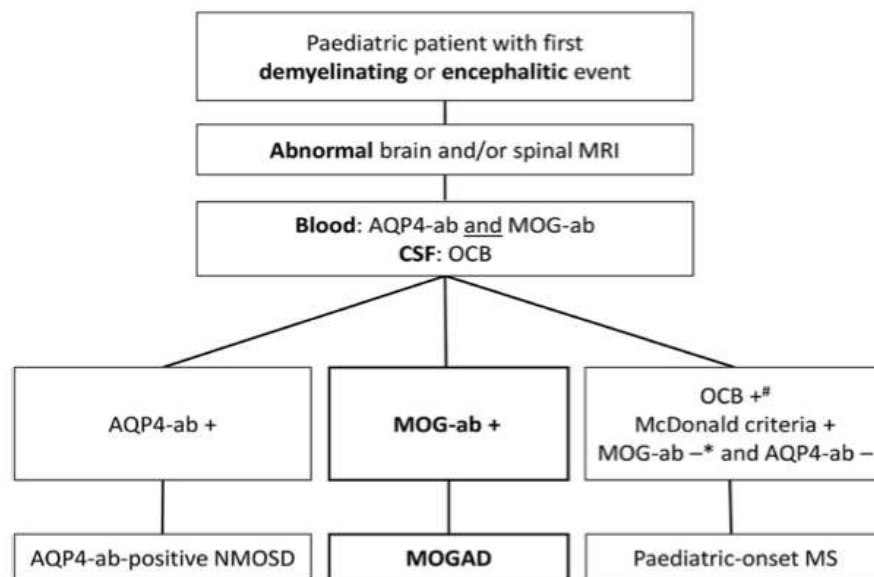 Paediatric patient with first
demyelinating or encephalitic event
Abnormal brain and/or spinal MRI
Blood: AQP4-ab and MOG-ab
CSF: OCB
AQP4-ab +
MOG-ab +
OCB +#
McDonald criteria +
MOG-ab –* and AQP4-ab –
AQP4-ab-positive NMOSD
MOGAD
Paediatric-onset MS